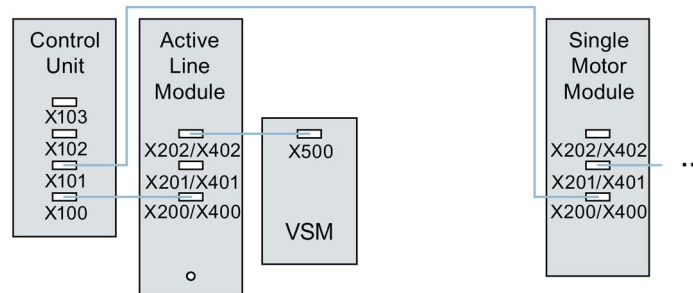 Control
Unit
X103
X102
X101
X100
Active
Line
Module
X202/X402
X201/X401
X200/X400
X500
VSM
Single
Motor
Module
X202/X402
X201/X401
X200/X400
...